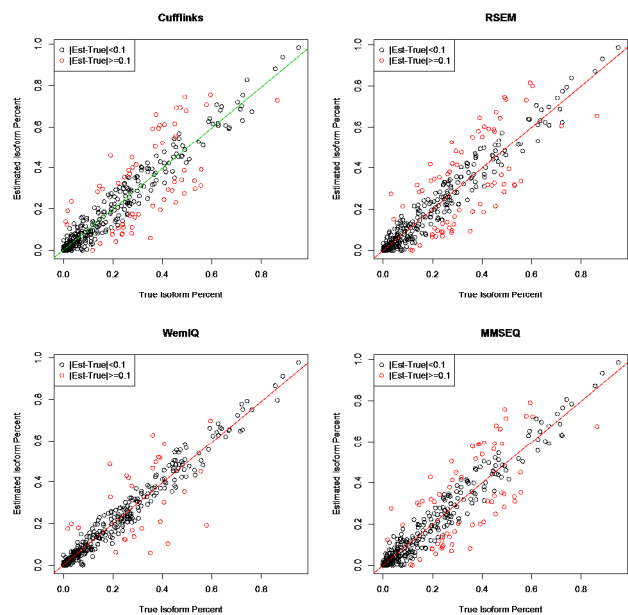 Cufflinks
|Est-True|<0.1
|Est-True|>=0.1
Estimated Isoform Percent
0.0 0.2 0.4 0.6 0.8 1.0
0.0 0.2 0.4 0.6 0.8
True Isoform Percent
RSEM
|Est-True|<0.1
|Est-True|>=0.1
Estimated Isoform Percent
0.0 0.2 0.4 0.6 0.8 1.0
0.0 0.2 0.4 0.6 0.8
True Isoform Percent
WemIQ
|Est-True|<0.1
|Est-True|>=0.1
Estimated Isoform Percent
0.0 0.2 0.4 0.6 0.8 1.0
0.0 0.2 0.4 0.6 0.8
True Isoform Percent
MMSEQ
|Est-True|<0.1
|Est-True|>=0.1
Estimated Isoform Percent
0.0 0.2 0.4 0.6 0.8 1.0
0.0 0.2 0.4 0.6 0.8
True Isoform Percent